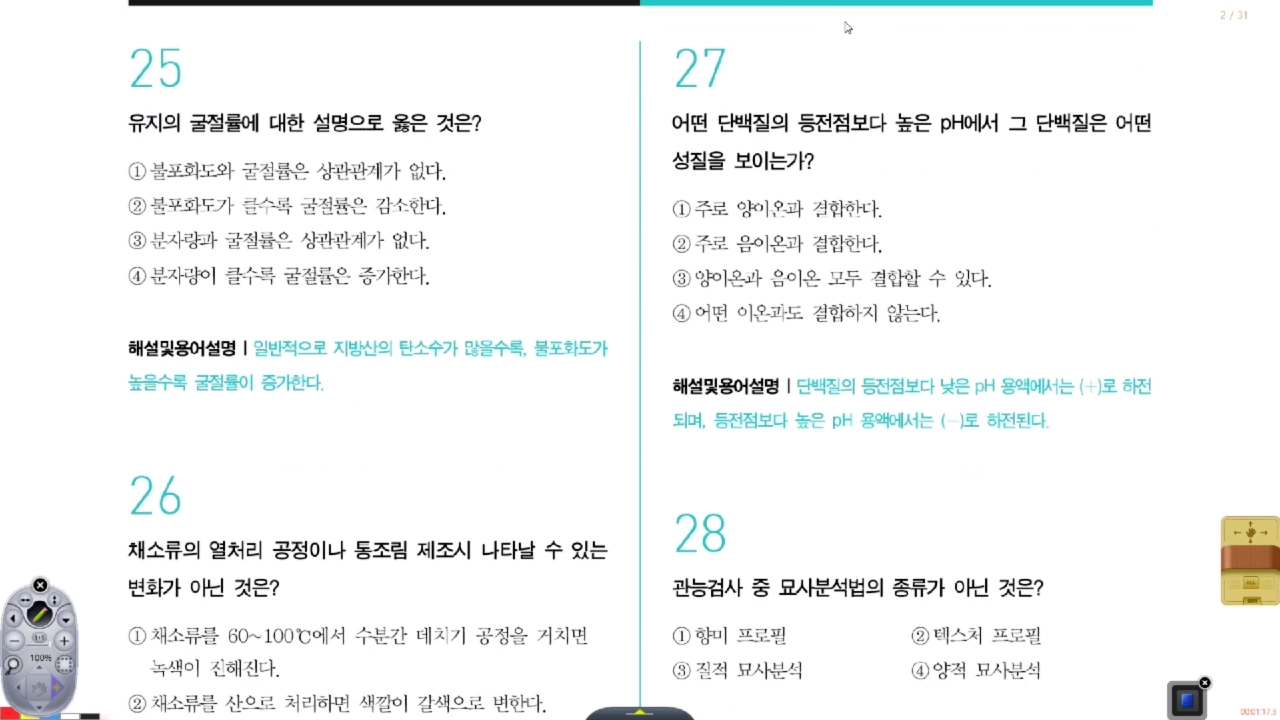 2 / 31
25
유지의 굴절률에 대한 설명으로 옳은 것은?
① 불포화도와 굴절률은 상관관계가 없다.
② 불포화도가 클수록 굴절률은 감소한다.
③ 분자량과 굴절률은 상관관계가 없다.
④ 분자량이 클수록 굴절률은 증가한다.
해설및용어설명 | 일반적으로 지방산의 탄소수가 많을수록, 불포화도가
높을수록 굴절률이 증가한다.
26
채소류의 열처리 공정이나 통조림 제조시 나타날 수 있는
변화가 아닌 것은?
① 채소류를 60~100℃에서 수분간 데치기 공정을 거치면
녹색이 진해진다.
② 채소류를 산으로 처리하면 색깔이 갈색으로 변한다.
27
어떤 단백질의 등전점보다 높은 pH에서 그 단백질은 어떤
성질을 보이는가?
① 주로 양이온과 결합한다.
② 주로 음이온과 결합한다.
③ 양이온과 음이온 모두 결합할 수 있다.
④ 어떤 이온과도 결합하지 않는다.
해설및용어설명 | 단백질의 등전점보다 낮은 pH 용액에서는 (+)로 하전
되며, 등전점보다 높은 pH 용액에서는 (-)로 하전된다.
28
관능검사 중 묘사분석법의 종류가 아닌 것은?
① 향미 프로필 ② 텍스처 프로필
③ 질적 묘사분석 ④ 양적 묘사분석
100%
00:01:17.3